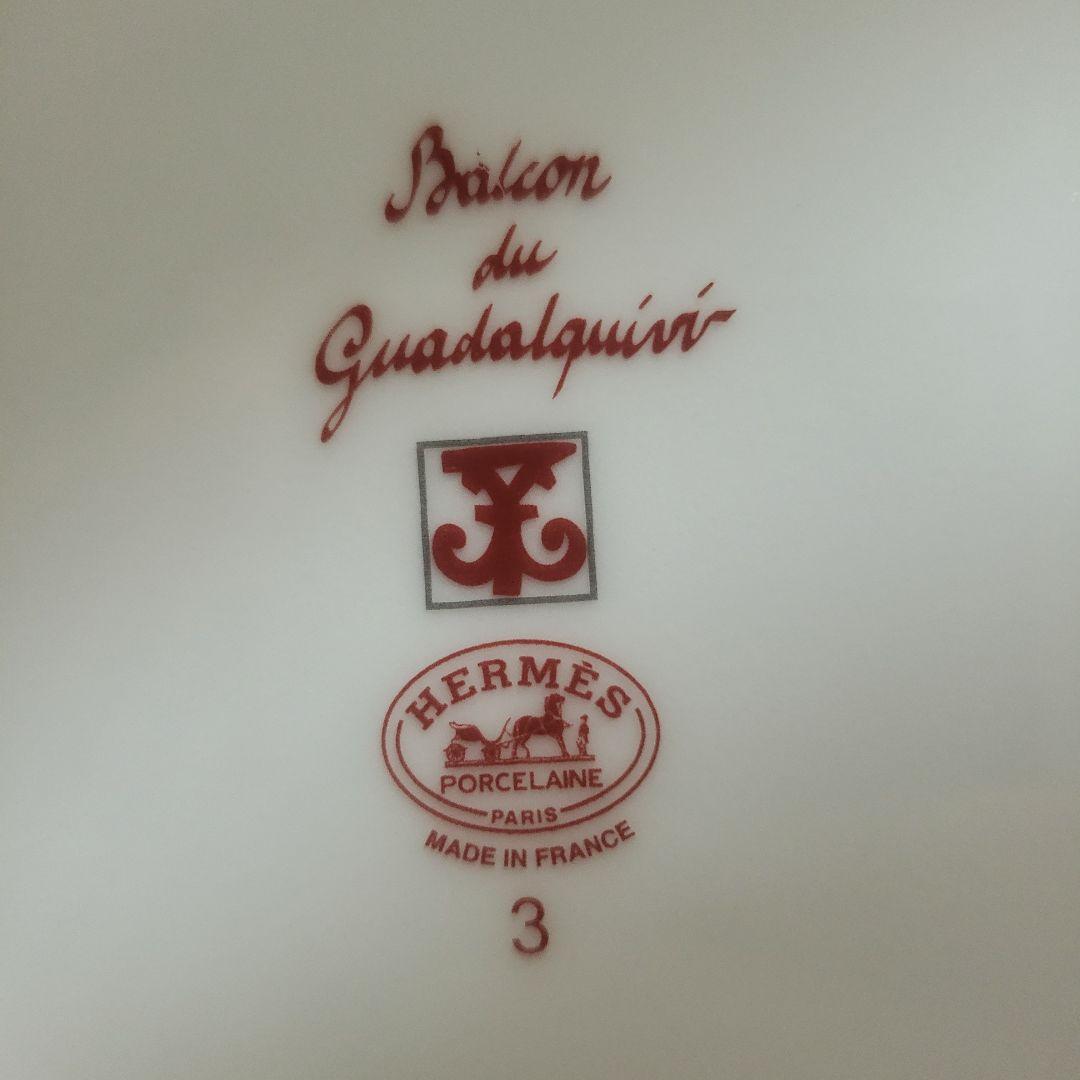 Balcon
du
Guadalquivir
HERMÈS
PORCELAINE
PARIS
MADE IN FRANCE
3